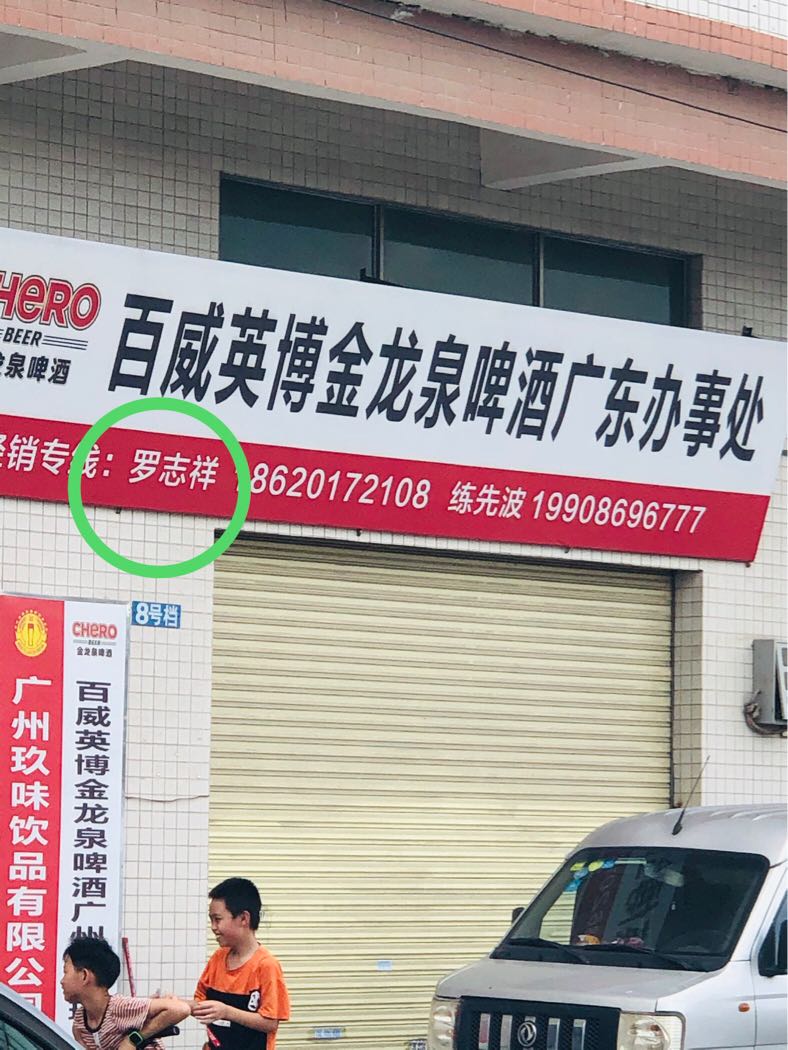 CHERO
BEER
龙泉啤酒
百威英博金龙泉啤酒广东办事处
经销专线：罗志祥 18620172108 练先波 19908696777
8号档
CHERO
BEER
金龙泉啤酒
广州玖味饮品有限公司
百威英博金龙泉啤酒广州